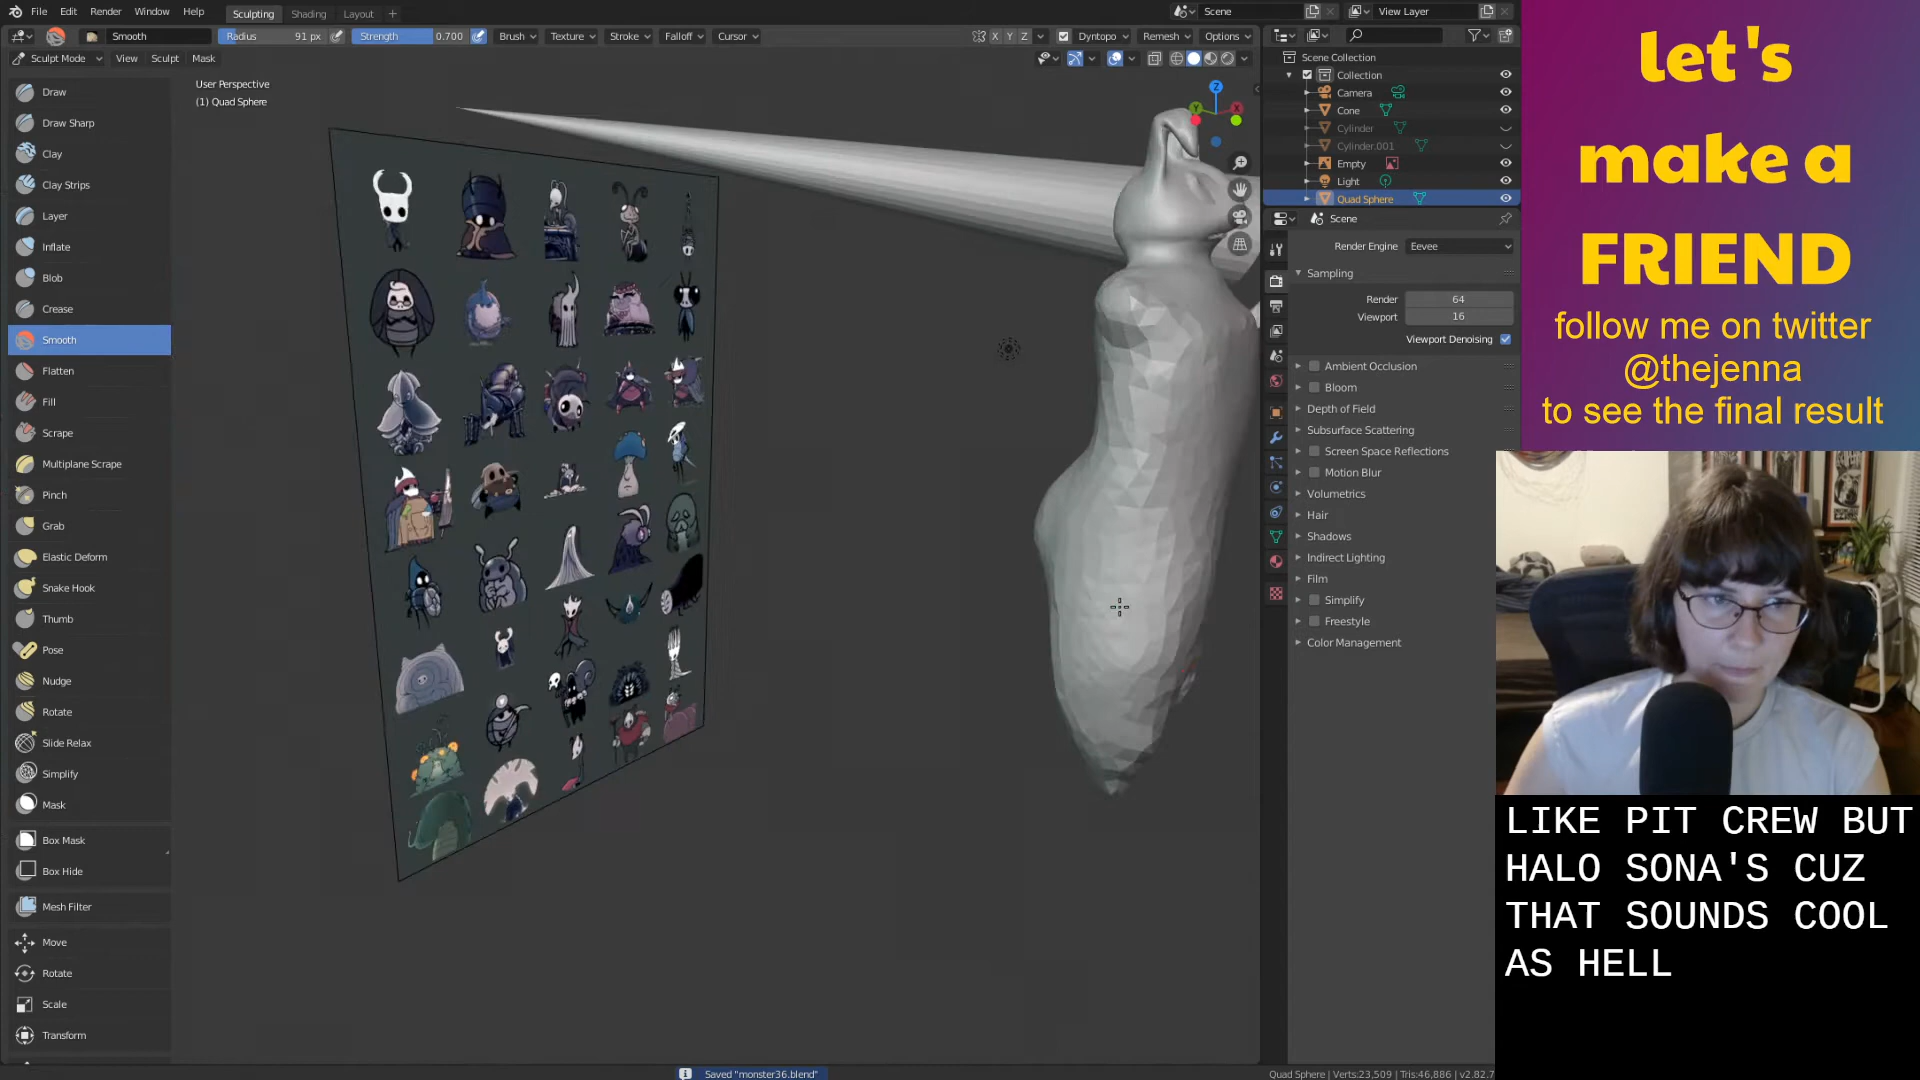 File Edit Render Window Help Sculpting Shading Layout + Scene View Layer
Smooth Radius 91 px Strength 0.700 Brush Texture Stroke Falloff Cursor X Y Z Dyntopo Remesh Options
Sculpt Mode View Sculpt Mask
User Perspective
(1) Quad Sphere
Draw
Draw Sharp
Clay
Clay Strips
Layer
Inflate
Blob
Crease
Smooth
Flatten
Fill
Scrape
Multiplane Scrape
Pinch
Grab
Elastic Deform
Snake Hook
Thumb
Pose
Nudge
Rotate
Slide Relax
Simplify
Mask
Box Mask
Box Hide
Mesh Filter
Move
Rotate
Scale
Transform
Z
Y
X
Scene Collection
Collection
Camera
Cone
Cylinder
Cylinder.001
Empty
Light
Quad Sphere
Scene
Render Engine Eevee
Sampling
Render 64
Viewport 16
Viewport Denoising
Ambient Occlusion
Bloom
Depth of Field
Subsurface Scattering
Screen Space Reflections
Motion Blur
Volumetrics
Hair
Shadows
Indirect Lighting
Film
Simplify
Freestyle
Color Management
Saved "monster36.blend"
Quad Sphere | Verts:23,509 | Tris:46,886 | v2.82.7
let's
make a
FRIEND
follow me on twitter
@thejenna
to see the final result
LIKE PIT CREW BUT
HALO SONA'S CUZ
THAT SOUNDS COOL
AS HELL